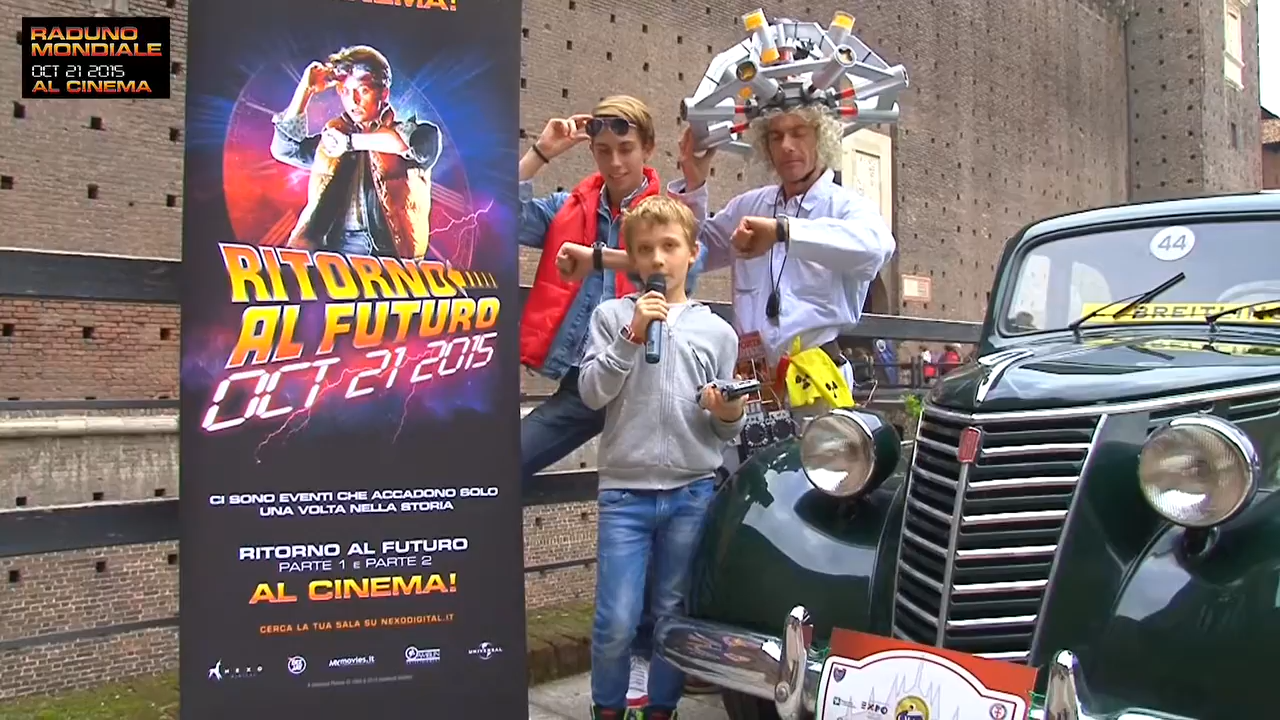 RADUNO
MONDIALE
OCT 21 2015
AL CINEMA
CINEMA!
RITORNO
AL FUTURO
OCT 21 2015
CI SONO EVENTI CHE ACCADONO SOLO
UNA VOLTA NELLA STORIA
RITORNO AL FUTURO
PARTE 1 E PARTE 2
AL CINEMA!
CERCA LA TUA SALA SU NEXODIGITAL.IT
NEXO
MYmovies.it
UNIVERSAL
44
BREITLING
EXPO